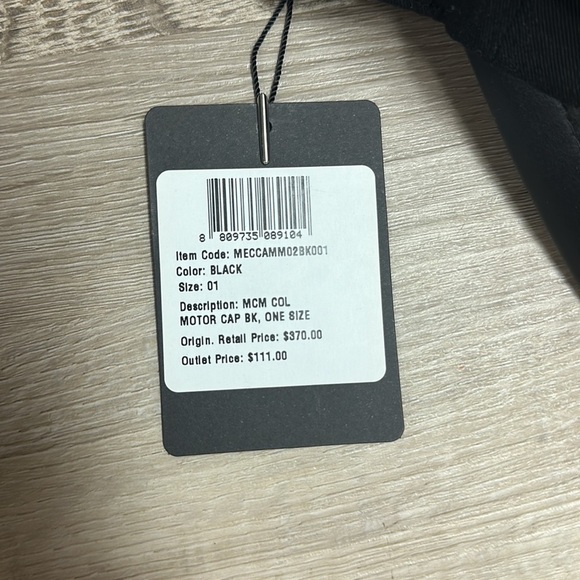 8 809735 089104
Item Code: MECCAMM02BK001
Color: BLACK
Size: 01
Description: MCM COL
MOTOR CAP BK, ONE SIZE
Origin. Retail Price: $370.00
Outlet Price: $111.00